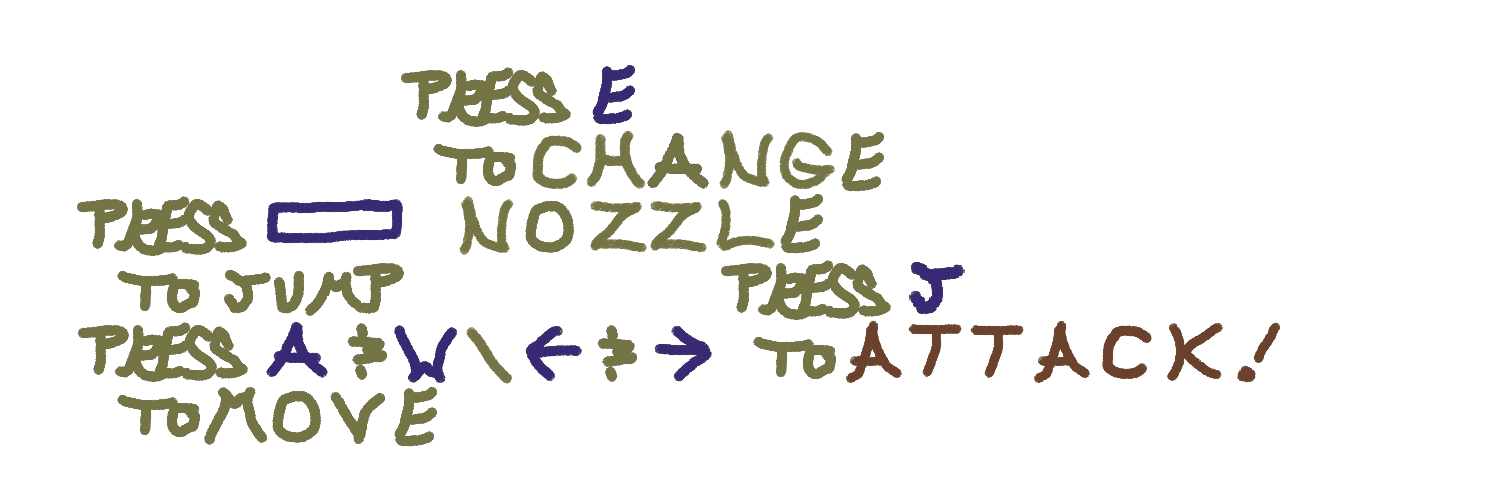 PRESS E
TO CHANGE
NOZZLE
PRESS
TO JUMP
PRESS J
TO ATTACK!
PRESS A & W \ ← & →
TO MOVE